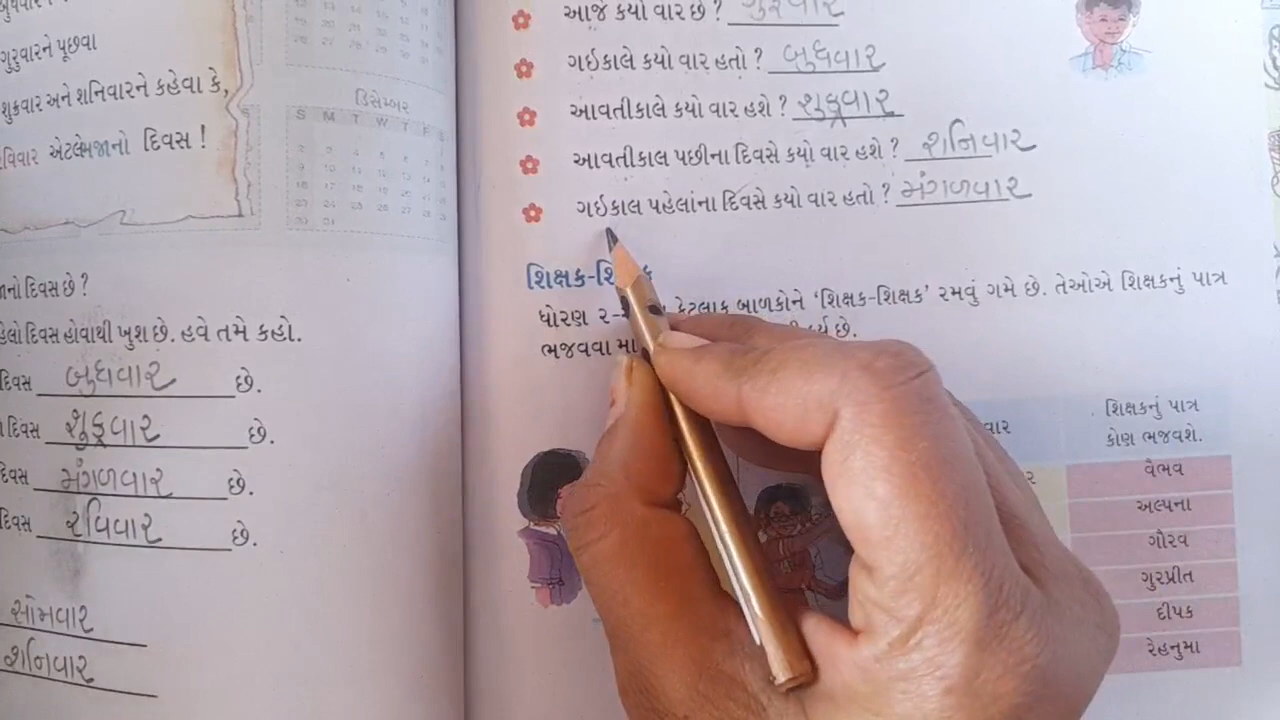 ગુરુવારને પૂછવા
શુક્રવાર અને શનિવારને કહેવા કે,
રવિવાર એટલે મજાનો દિવસ !
ડિસેમ્બર
S M T W T F S
દિવસ છે ?
દિવસ હોવાથી ખુશ છે. હવે તમે કહો.
દિવસ બુધવાર છે.
દિવસ શુક્રવાર છે.
દિવસ મંગળવાર છે.
દિવસ રવિવાર છે.
સોમવાર
શનિવાર
આજે કયો વાર છે ? ગુરુવાર
ગઈકાલે કયો વાર હતો ? બુધવાર
આવતીકાલે કયો વાર હશે ? શુક્રવાર
આવતીકાલ પછીના દિવસે કયો વાર હશે ? શનિવાર
ગઇકાલ પહેલાંના દિવસે કયો વાર હતો ? મંગળવાર
શિક્ષક-શિક્ષક
ધોરણ ૨ કેટલાક બાળકોને ‘શિક્ષક-શિક્ષક’ રમવું ગમે છે. તેઓએ શિક્ષકનું પાત્ર
ભજવવા મા છે.
વાર
શિક્ષકનું પાત્ર
કોણ ભજવશે.
વૈભવ
અલ્પના
ગૌરવ
ગુરપ્રીત
દીપક
રેહનુમા